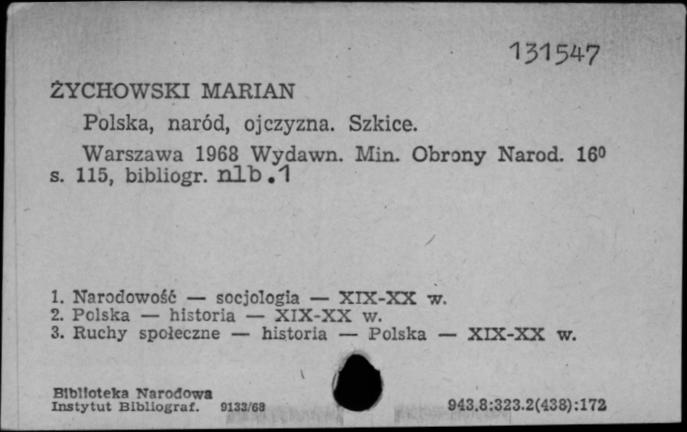 131547
ŻYCHOWSKI MARIAN
Polska, naród, ojczyzna. Szkice.
Warszawa 1968 Wydawn. Min. Obrony Narod. 16⁰
s. 115, bibliogr. nlb.1
1. Narodowość — socjologia — XIX-XX w.
2. Polska — historia — XIX-XX w.
3. Ruchy społeczne — historia — Polska — XIX-XX w.
Biblioteka Narodowa
Instytut Bibliograf. 9133/68 943.8:323.2(438):172